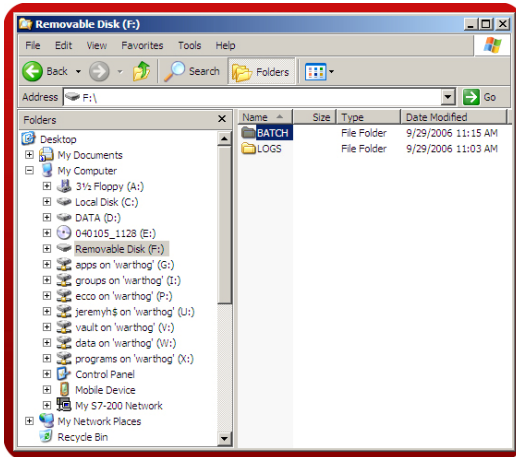 Removable Disk (F:)
File Edit View Favorites Tools Help
Back Search Folders
Address F:\ Go
Folders
Name Size Type Date Modified
BATCH File Folder 9/29/2006 11:15 AM
LOGS File Folder 9/29/2006 11:03 AM
Desktop
My Documents
My Computer
3½ Floppy (A:)
Local Disk (C:)
DATA (D:)
040105_1128 (E:)
Removable Disk (F:)
apps on 'warthog' (G:)
groups on 'warthog' (I:)
ecco on 'warthog' (P:)
jeremyh$ on 'warthog' (U:)
vault on 'warthog' (V:)
data on 'warthog' (W:)
programs on 'warthog' (X:)
Control Panel
Mobile Device
My S7-200 Network
My Network Places
Recycle Bin